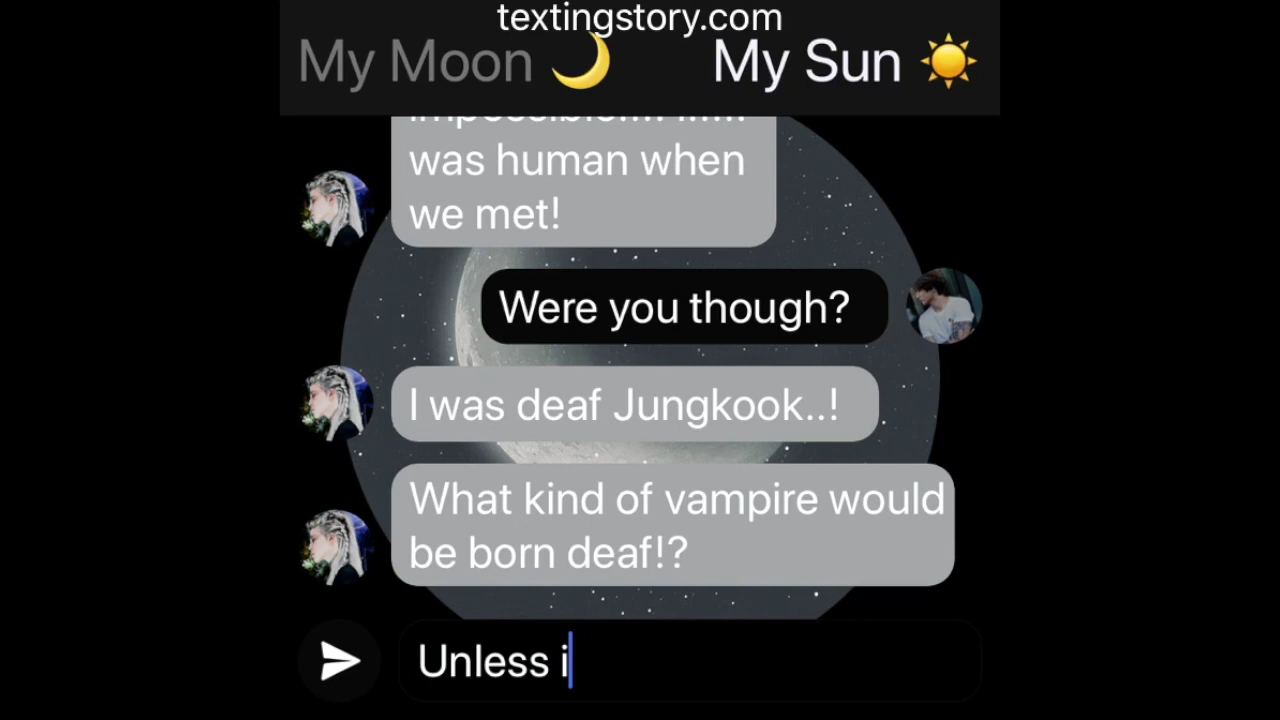 textingstory.com
My Moon 🌙 My Sun ☀️
was human when
we met!
Were you though?
I was deaf Jungkook..!
What kind of vampire would
be born deaf!?
Unless i